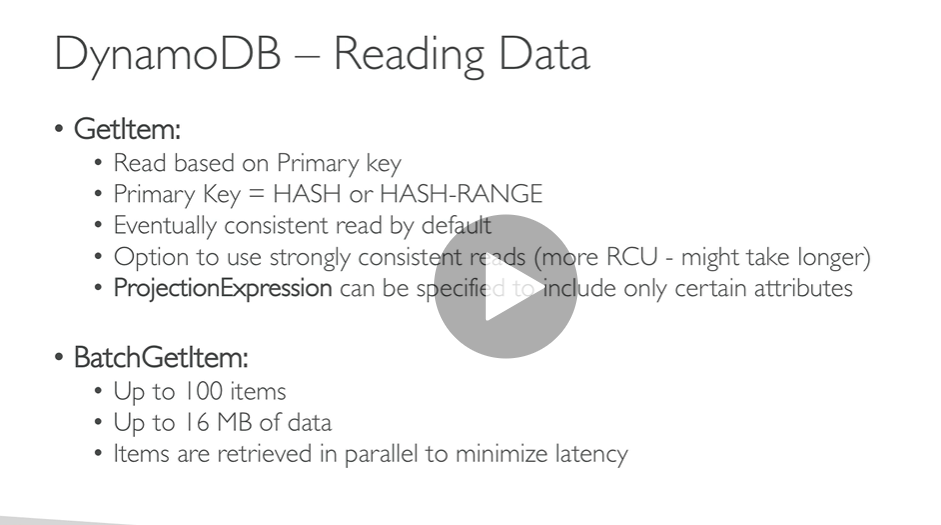 DynamoDB – Reading Data
• GetItem:
• Read based on Primary key
• Primary Key = HASH or HASH-RANGE
• Eventually consistent read by default
• Option to use strongly consistent reads (more RCU - might take longer)
• ProjectionExpression can be specified to include only certain attributes
• BatchGetItem:
• Up to 100 items
• Up to 16 MB of data
• Items are retrieved in parallel to minimize latency